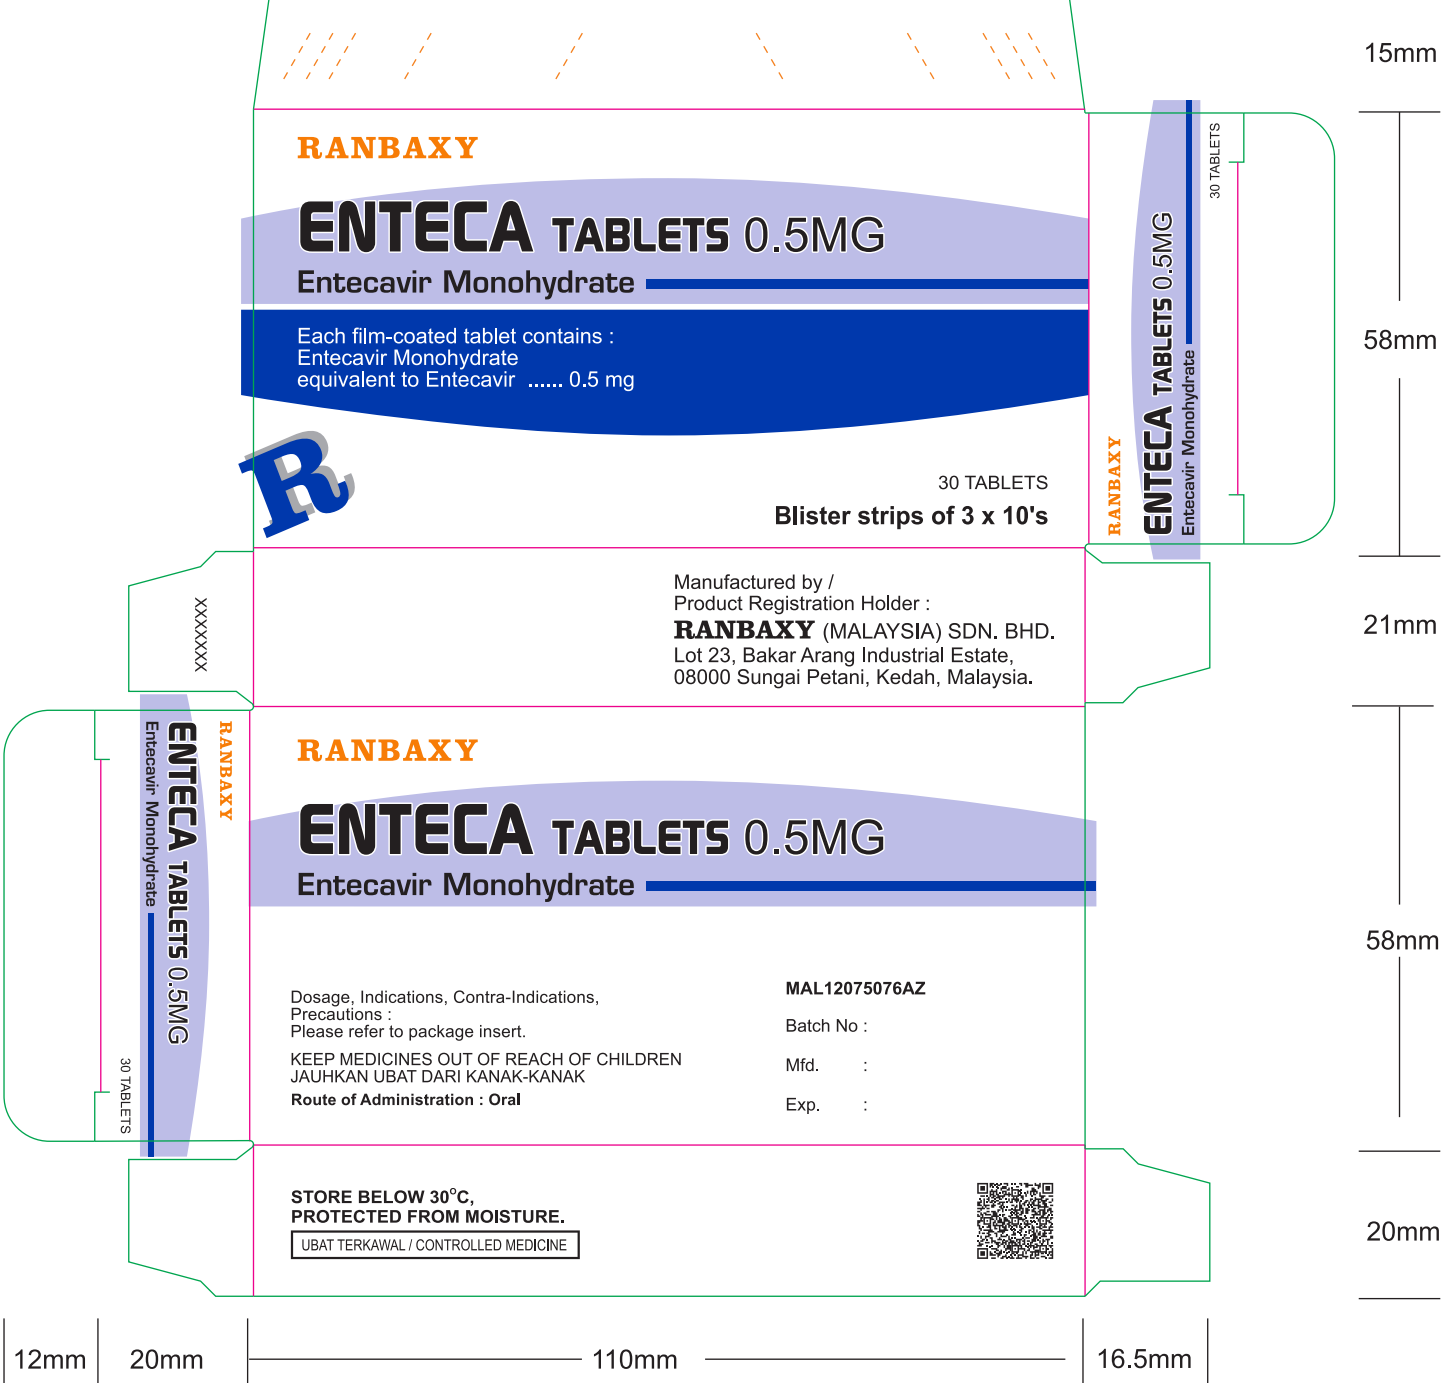 15mm
RANBAXY
ENTECA TABLETS 0.5MG
Entecavir Monohydrate
Each film-coated tablet contains :
Entecavir Monohydrate
equivalent to Entecavir ...... 0.5 mg
R
30 TABLETS
Blister strips of 3 x 10's
RANBAXY
ENTECA TABLETS 0.5MG
Entecavir Monohydrate
30 TABLETS
58mm
XXXXXXX
Manufactured by /
Product Registration Holder :
RANBAXY (MALAYSIA) SDN. BHD.
Lot 23, Bakar Arang Industrial Estate,
08000 Sungai Petani, Kedah, Malaysia.
21mm
RANBAXY
ENTECA TABLETS 0.5MG
Entecavir Monohydrate
30 TABLETS
RANBAXY
ENTECA TABLETS 0.5MG
Entecavir Monohydrate
58mm
Dosage, Indications, Contra-Indications,
Precautions :
Please refer to package insert.
KEEP MEDICINES OUT OF REACH OF CHILDREN
JAUHKAN UBAT DARI KANAK-KANAK
Route of Administration : Oral
MAL12075076AZ
Batch No :
Mfd. :
Exp. :
STORE BELOW 30°C,
PROTECTED FROM MOISTURE.
UBAT TERKAWAL / CONTROLLED MEDICINE
20mm
12mm
20mm
110mm
16.5mm